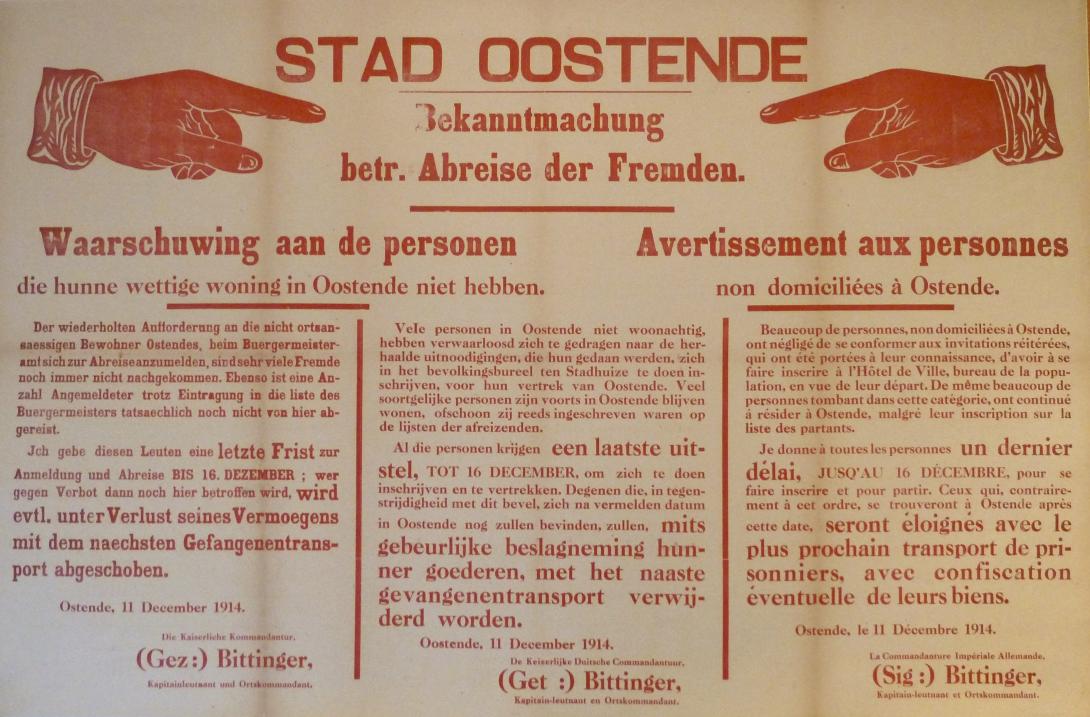 STAD OOSTENDE
Bekanntmachung
betr. Abreise der Fremden.
Waarschuwing aan de personen
die hunne wettige woning in Oostende niet hebben.
Avertissement aux personnes
non domiciliées à Ostende.
Der wiederholten Aufforderung an die nicht ortsan-
saessigen Bewohner Ostendes, beim Buergermeister-
amt sich zur Abreise anzumelden, sind sehr viele Fremde
noch immer nicht nachgekommen. Ebenso ist eine An-
zahl Angemeldeter trotz Eintragung in die liste des
Buergermeisters tatsaechlich noch nicht von hier ab-
gereist.
Jch gebe diesen Leuten eine letzte Frist zur
Anmeldung und Abreise BIS 16. DEZEMBER ; wer
gegen Verbot dann noch hier betroffen wird, wird
evtl. unter Verlust seines Vermoegens
mit dem naechsten Gefangenentrans-
port abgeschoben.
Ostende, 11 December 1914.
Die Kaiserliche Kommandantur,
(Gez:) Bittinger,
Kapitainleutnant und Ortskommandant.
Vele personen in Oostende niet woonachtig,
hebben verwaarloosd zich te gedragen naar de her-
haalde uitnoodigingen, die hun gedaan werden, zich
in het bevolkingsbureel ten Stadhuize te doen in-
schrijven, voor hun vertrek van Oostende. Veel
soortgelijke personen zijn voorts in Oostende blijven
wonen, ofschoon zij reeds ingeschreven waren op
de lijsten der afreizenden.
Al die personen krijgen een laatste uit-
stel, TOT 16 DECEMBER, om zich te doen
inschrijven en te vertrekken. Degenen die, in tegen-
strijdigheid met dit bevel, zich na vermelden datum
in Oostende nog zullen bevinden, zullen, mits
gebeurlijke beslagneming hun-
ner goederen, met het naaste
gevangenentransport verwij-
derd worden.
Oostende, 11 December 1914.
De Keiserlijke Duitsche Commandantuur,
(Get :) Bittinger,
Kapitein-leutnant en Ortskommandant.
Beaucoup de personnes, non domiciliées à Ostende,
ont négligé de se conformer aux invitations réitérées,
qui ont été portées à leur connaissance, d'avoir à se
faire inscrire à l'Hôtel de Ville, bureau de la popu-
lation, en vue de leur départ. De même beaucoup de
personnes tombant dans cette catégorie, ont continué
à résider à Ostende, malgré leur inscription sur la
liste des partants.
Je donne à toutes les personnes un dernier
délai, JUSQ'AU 16 DÉCEMBRE, pour se
faire inscrire et pour partir. Ceux qui, contraire-
ment à cet ordre, se trouveront à Ostende après
cette date, seront éloignés avec le
plus prochain transport de pri-
sonniers, avec confiscation
éventuelle de leurs biens.
Ostende, le 11 Décembre 1914.
La Commandanture Impériale Allemande,
(Sig :) Bittinger,
Kapitain-leutnant et Ortskommandant.